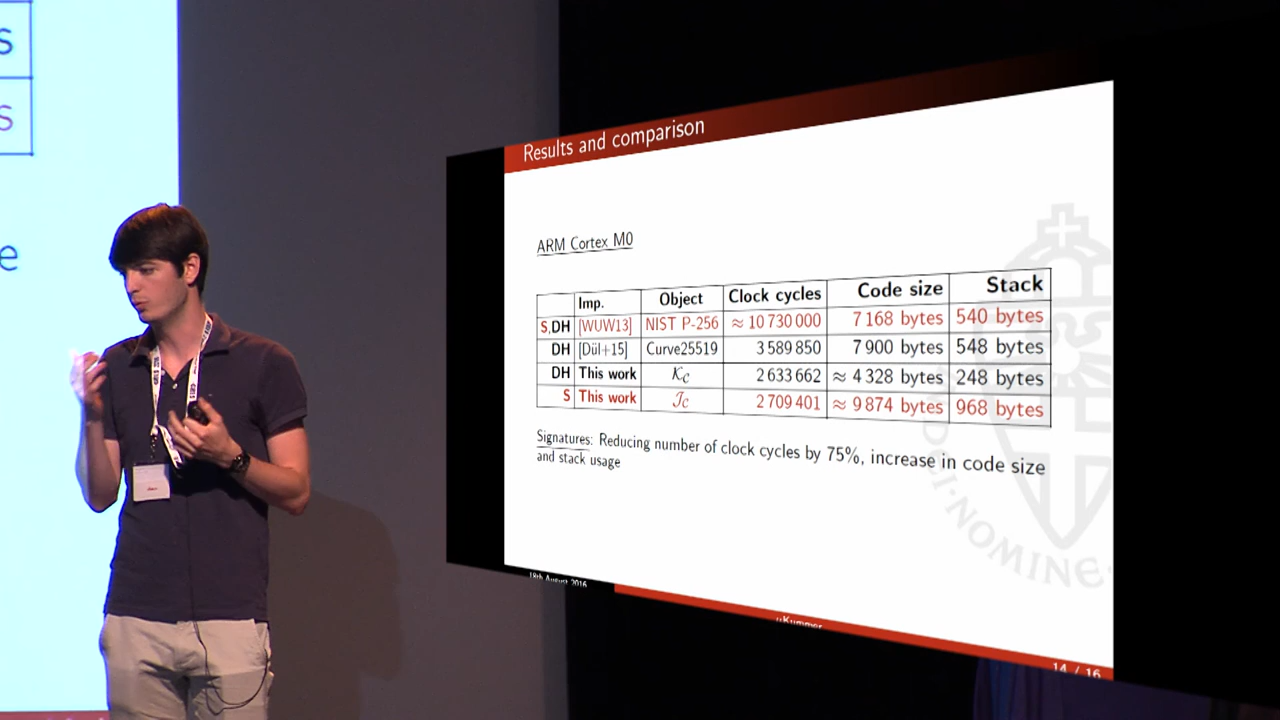 s
s
e
Results and comparison
ARM Cortex M0
Imp. Object Clock cycles Code size Stack
S,DH [WUW13] NIST P-256 ≈ 10 730 000 7 168 bytes 540 bytes
DH [Dül+15] Curve25519 3 589 850 7 900 bytes 548 bytes
DH This work 𝒦_C 2 633 662 ≈ 4 328 bytes 248 bytes
S This work 𝒥_C 2 709 401 ≈ 9 874 bytes 968 bytes
Signatures: Reducing number of clock cycles by 75%, increase in code size
and stack usage
·NOMINE·
18th August 2016
μKummer
14 / 16